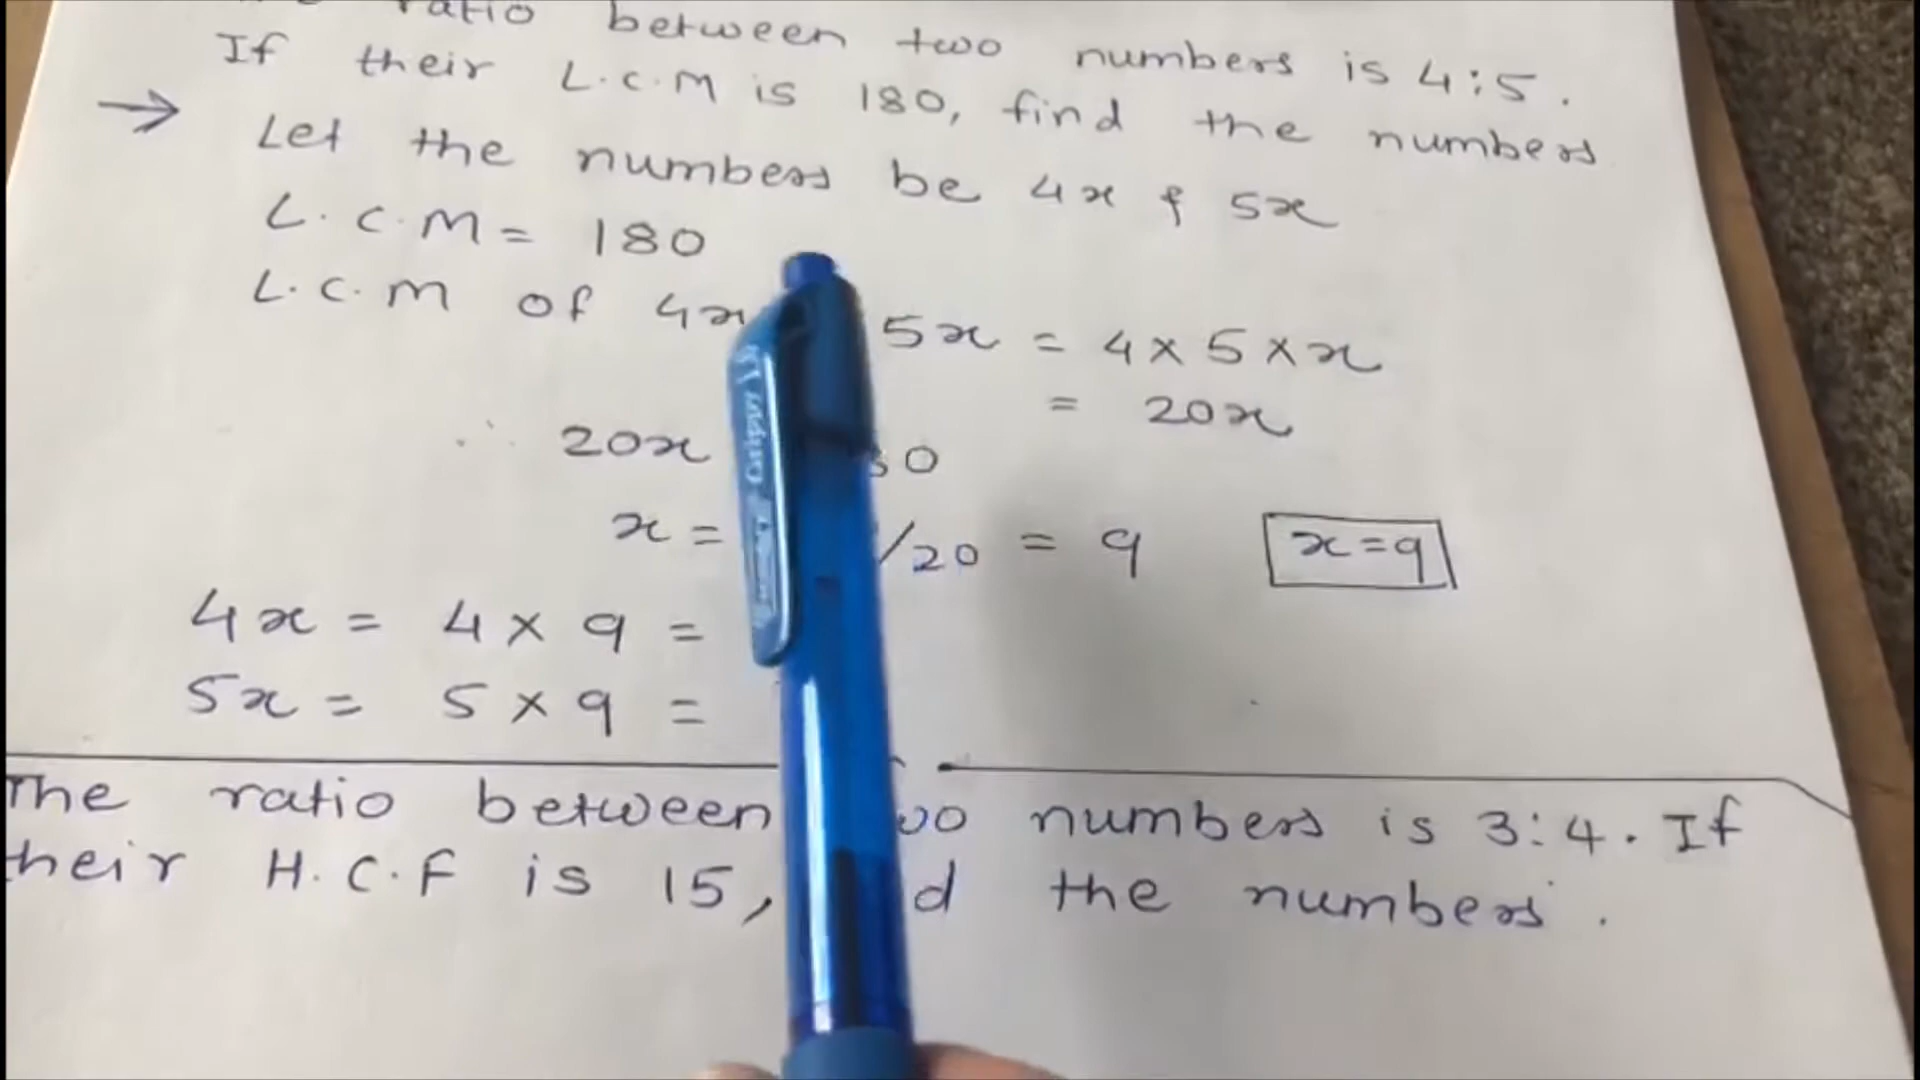 ratio between two numbers is 4:5.
If their L.C.M is 180, find the numbers
→ Let the numbers be 4x & 5x
L.C.M = 180
L.C.M of 4x 5x = 4 × 5 × x
= 20x
∴ 20x 0
x = /20 = 9 x=9
4x = 4 × 9 =
5x = 5 × 9 =
The ratio between numbers is 3:4. If
their H.C.F is 15, the numbers.